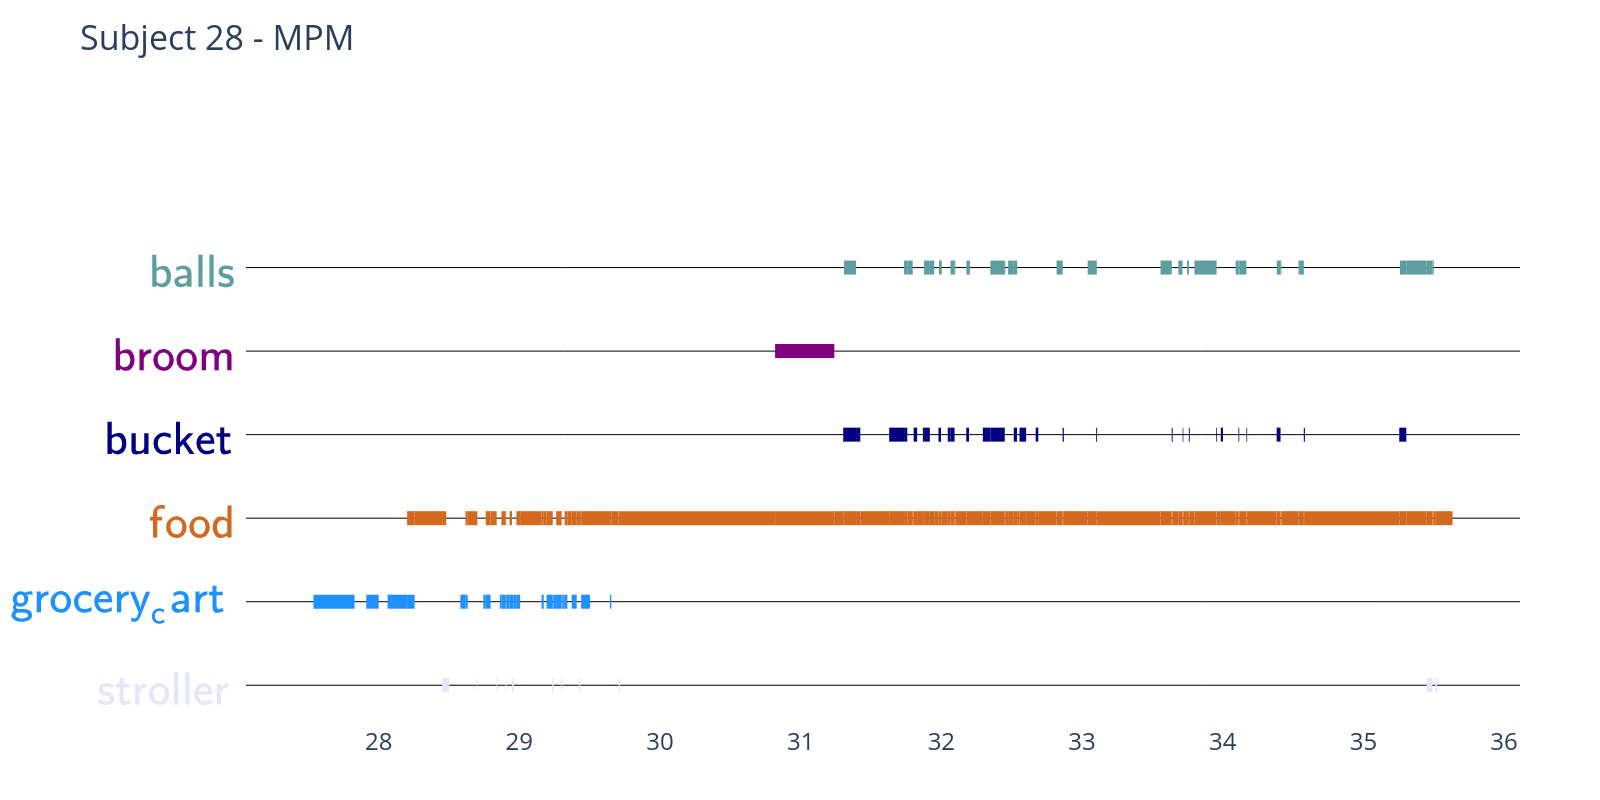 Subject 28 - MPM
balls
broom
bucket
food
grocery_cart
stroller
28 29 30 31 32 33 34 35 36